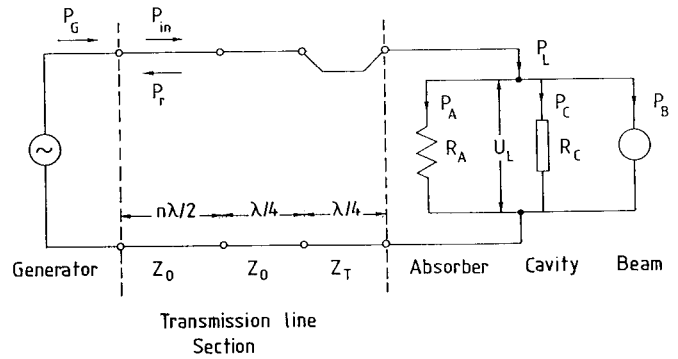 P_G P_in
P_r
P_L
P_A P_C P_B
R_A U_L R_C
~
nλ/2 λ/4 λ/4
Generator Z_0 Z_0 Z_T Absorber Cavity Beam
Transmission line
Section